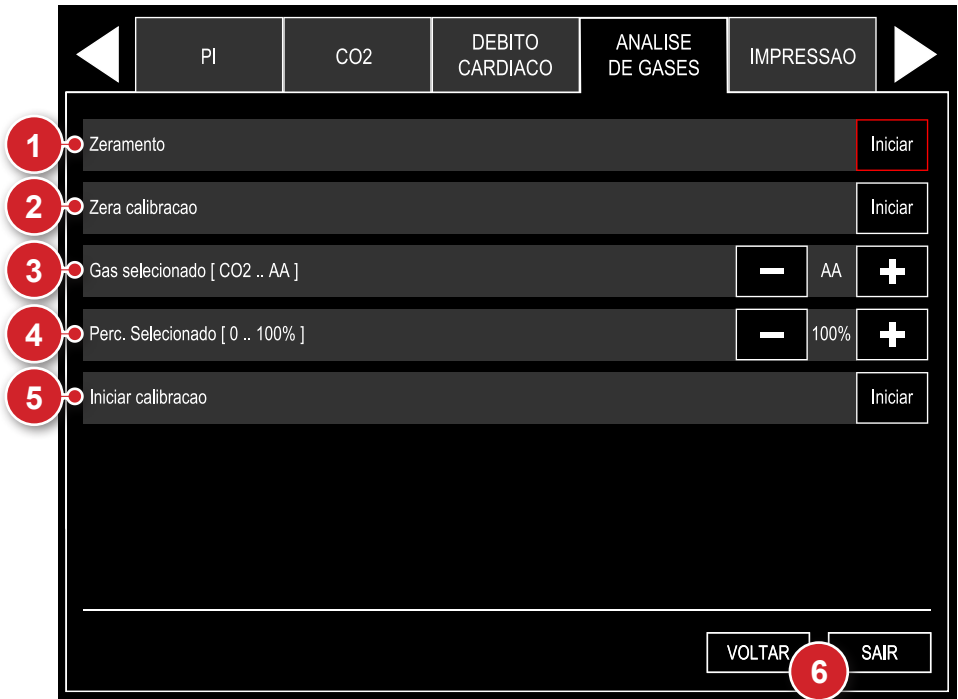 PI
CO2
DEBITO
CARDIACO
ANALISE
DE GASES
IMPRESSAO
1 Zeramento Iniciar
2 Zera calibracao Iniciar
3 Gas selecionado [ CO2 .. AA ] − AA +
4 Perc. Selecionado [ 0 .. 100% ] − 100% +
5 Iniciar calibracao Iniciar
VOLTAR 6 SAIR